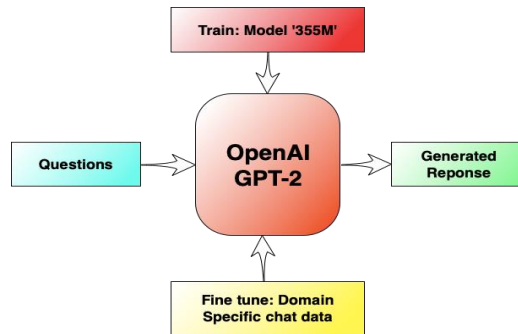 Train: Model '355M'
Questions
OpenAI
GPT-2
Generated
Reponse
Fine tune: Domain
Specific chat data